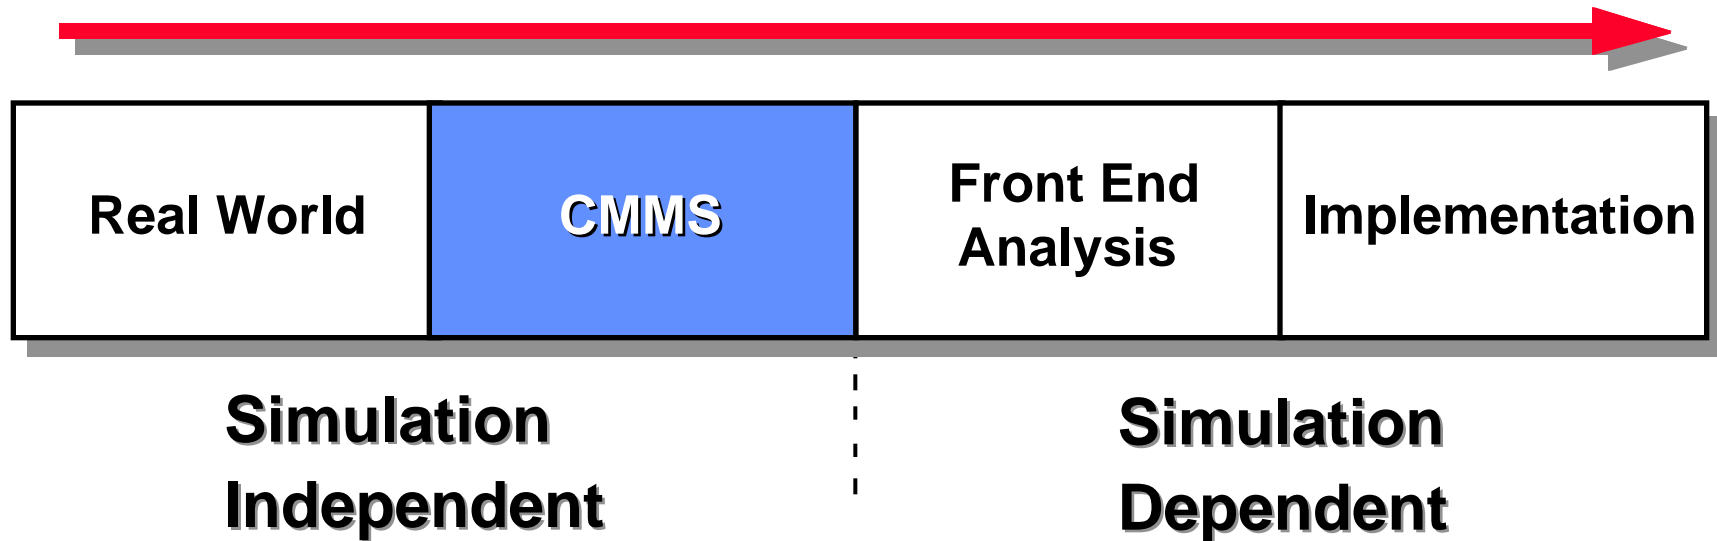 Real World
CMMS
Front End
Analysis
Implementation
Simulation
Independent
Simulation
Dependent